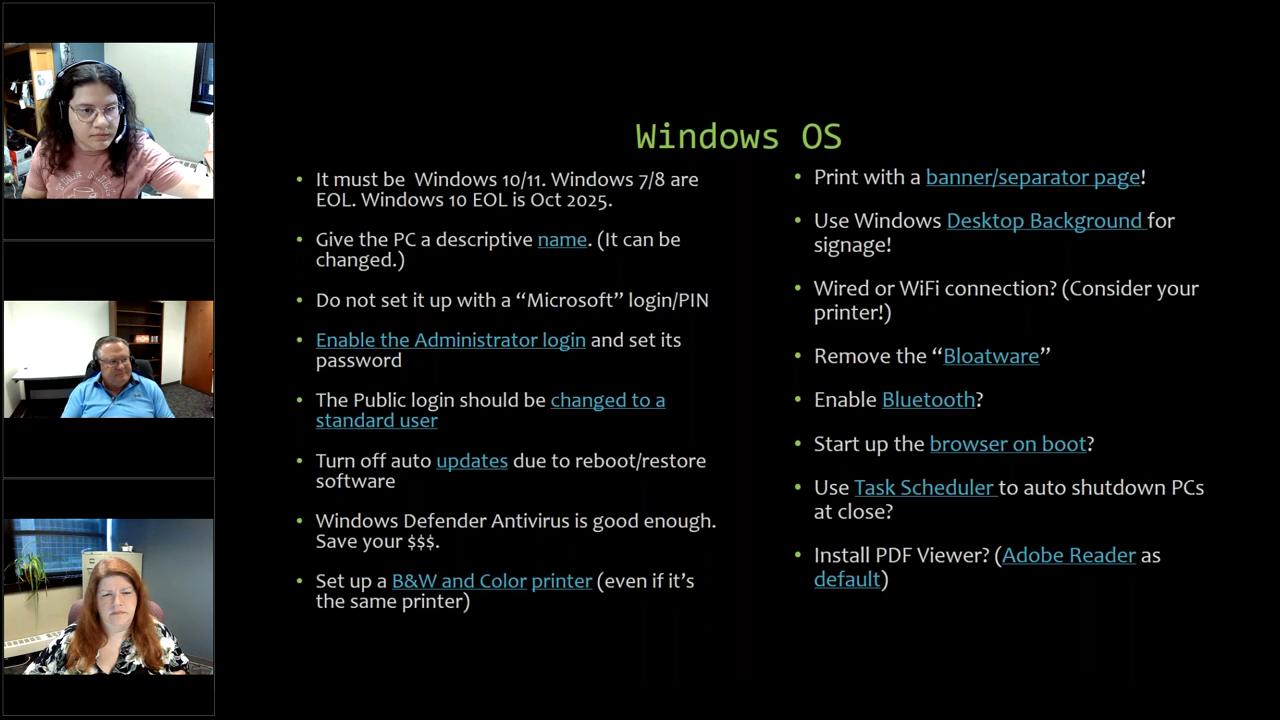 Windows OS
• It must be  Windows 10/11. Windows 7/8 are
EOL. Windows 10 EOL is Oct 2025.
• Give the PC a descriptive name. (It can be
changed.)
• Do not set it up with a “Microsoft” login/PIN
• Enable the Administrator login and set its
password
• The Public login should be changed to a
standard user
• Turn off auto updates due to reboot/restore
software
• Windows Defender Antivirus is good enough.
Save your $$$.
• Set up a B&W and Color printer (even if it’s
the same printer)
• Print with a banner/separator page!
• Use Windows Desktop Background for
signage!
• Wired or WiFi connection? (Consider your
printer!)
• Remove the “Bloatware”
• Enable Bluetooth?
• Start up the browser on boot?
• Use Task Scheduler to auto shutdown PCs
at close?
• Install PDF Viewer? (Adobe Reader as
default)